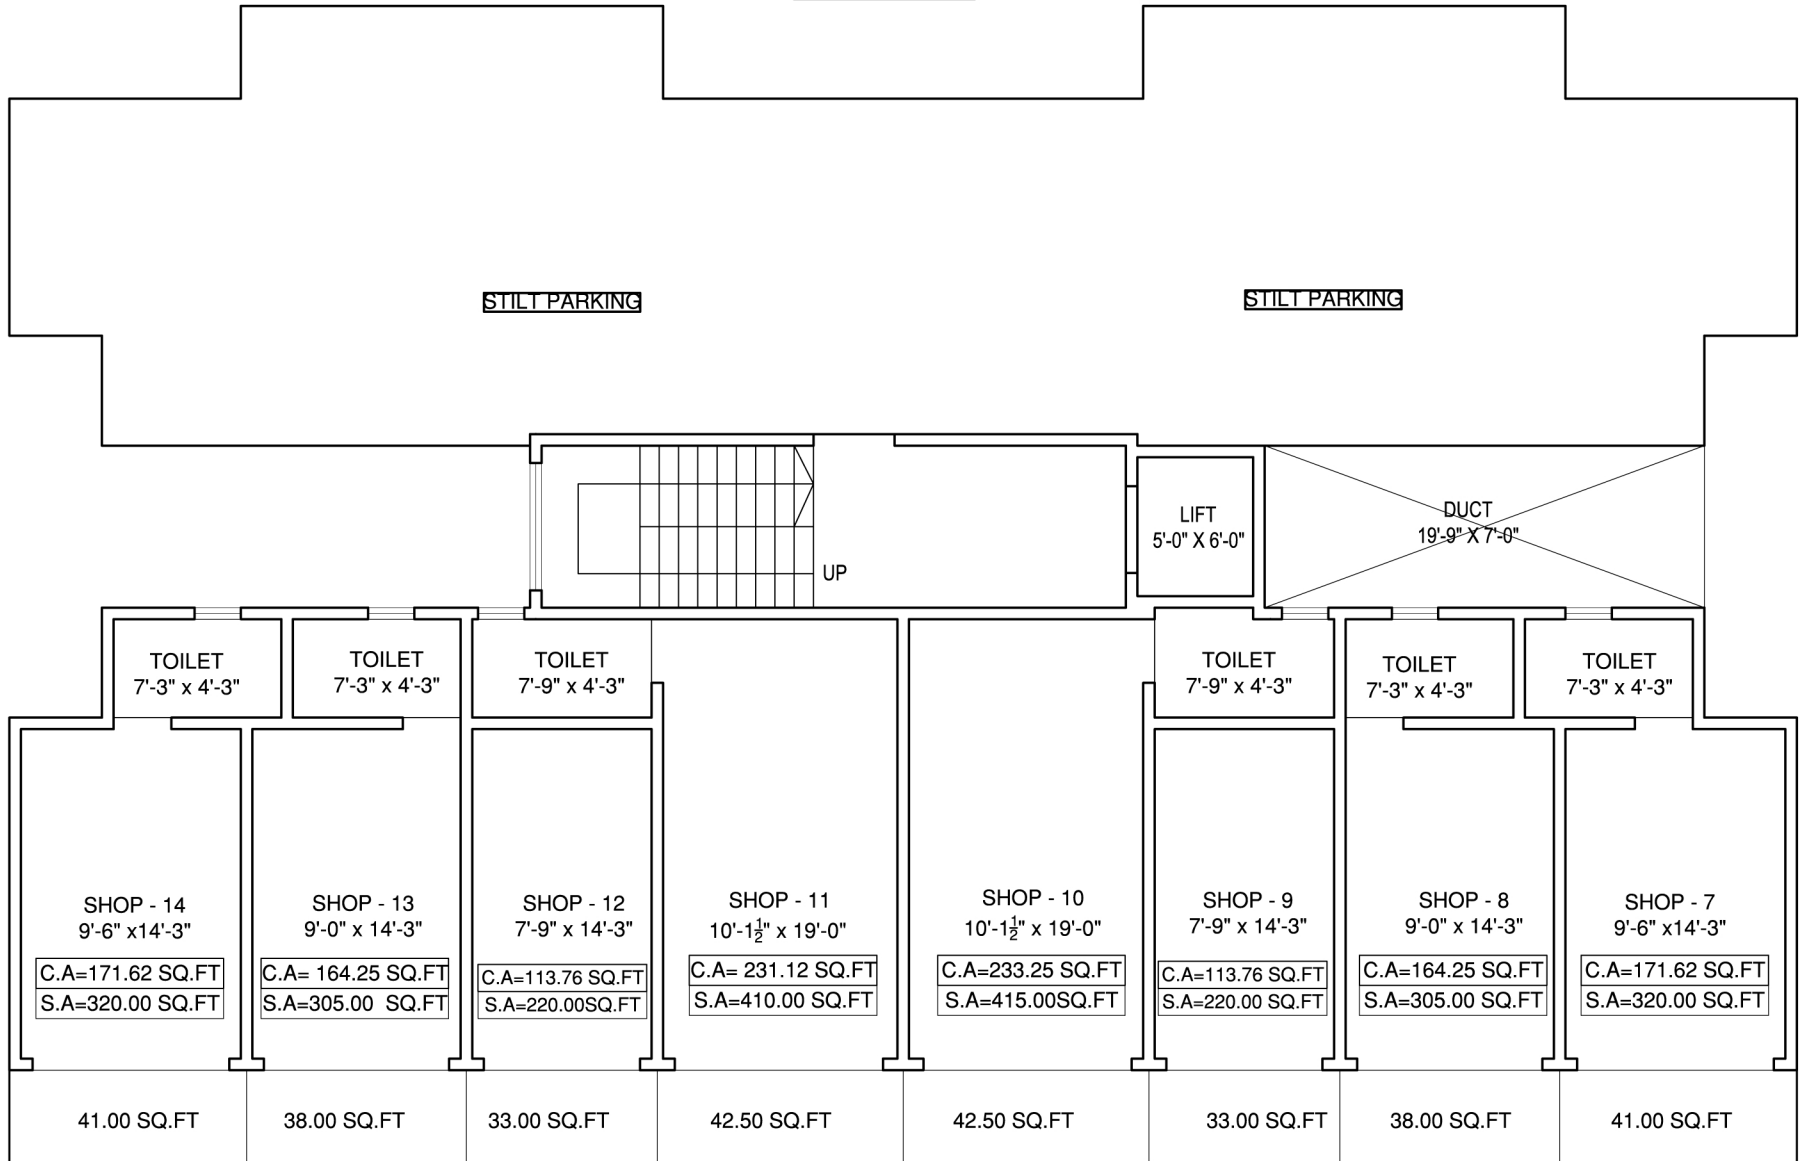 STILT PARKING
STILT PARKING
LIFT
5'-0" X 6'-0"
DUCT
19'-9" X 7'-0"
UP
TOILET
7'-3" x 4'-3"
TOILET
7'-3" x 4'-3"
TOILET
7'-9" x 4'-3"
TOILET
7'-9" x 4'-3"
TOILET
7'-3" x 4'-3"
TOILET
7'-3" x 4'-3"
SHOP - 14
9'-6" x14'-3"
C.A=171.62 SQ.FT
S.A=320.00 SQ.FT
SHOP - 13
9'-0" x 14'-3"
C.A= 164.25 SQ.FT
S.A=305.00 SQ.FT
SHOP - 12
7'-9" x 14'-3"
C.A=113.76 SQ.FT
S.A=220.00SQ.FT
SHOP - 11
10'-1½" x 19'-0"
C.A= 231.12 SQ.FT
S.A=410.00 SQ.FT
SHOP - 10
10'-1½" x 19'-0"
C.A=233.25 SQ.FT
S.A=415.00SQ.FT
SHOP - 9
7'-9" x 14'-3"
C.A=113.76 SQ.FT
S.A=220.00 SQ.FT
SHOP - 8
9'-0" x 14'-3"
C.A=164.25 SQ.FT
S.A=305.00 SQ.FT
SHOP - 7
9'-6" x14'-3"
C.A=171.62 SQ.FT
S.A=320.00 SQ.FT
41.00 SQ.FT
38.00 SQ.FT
33.00 SQ.FT
42.50 SQ.FT
42.50 SQ.FT
33.00 SQ.FT
38.00 SQ.FT
41.00 SQ.FT